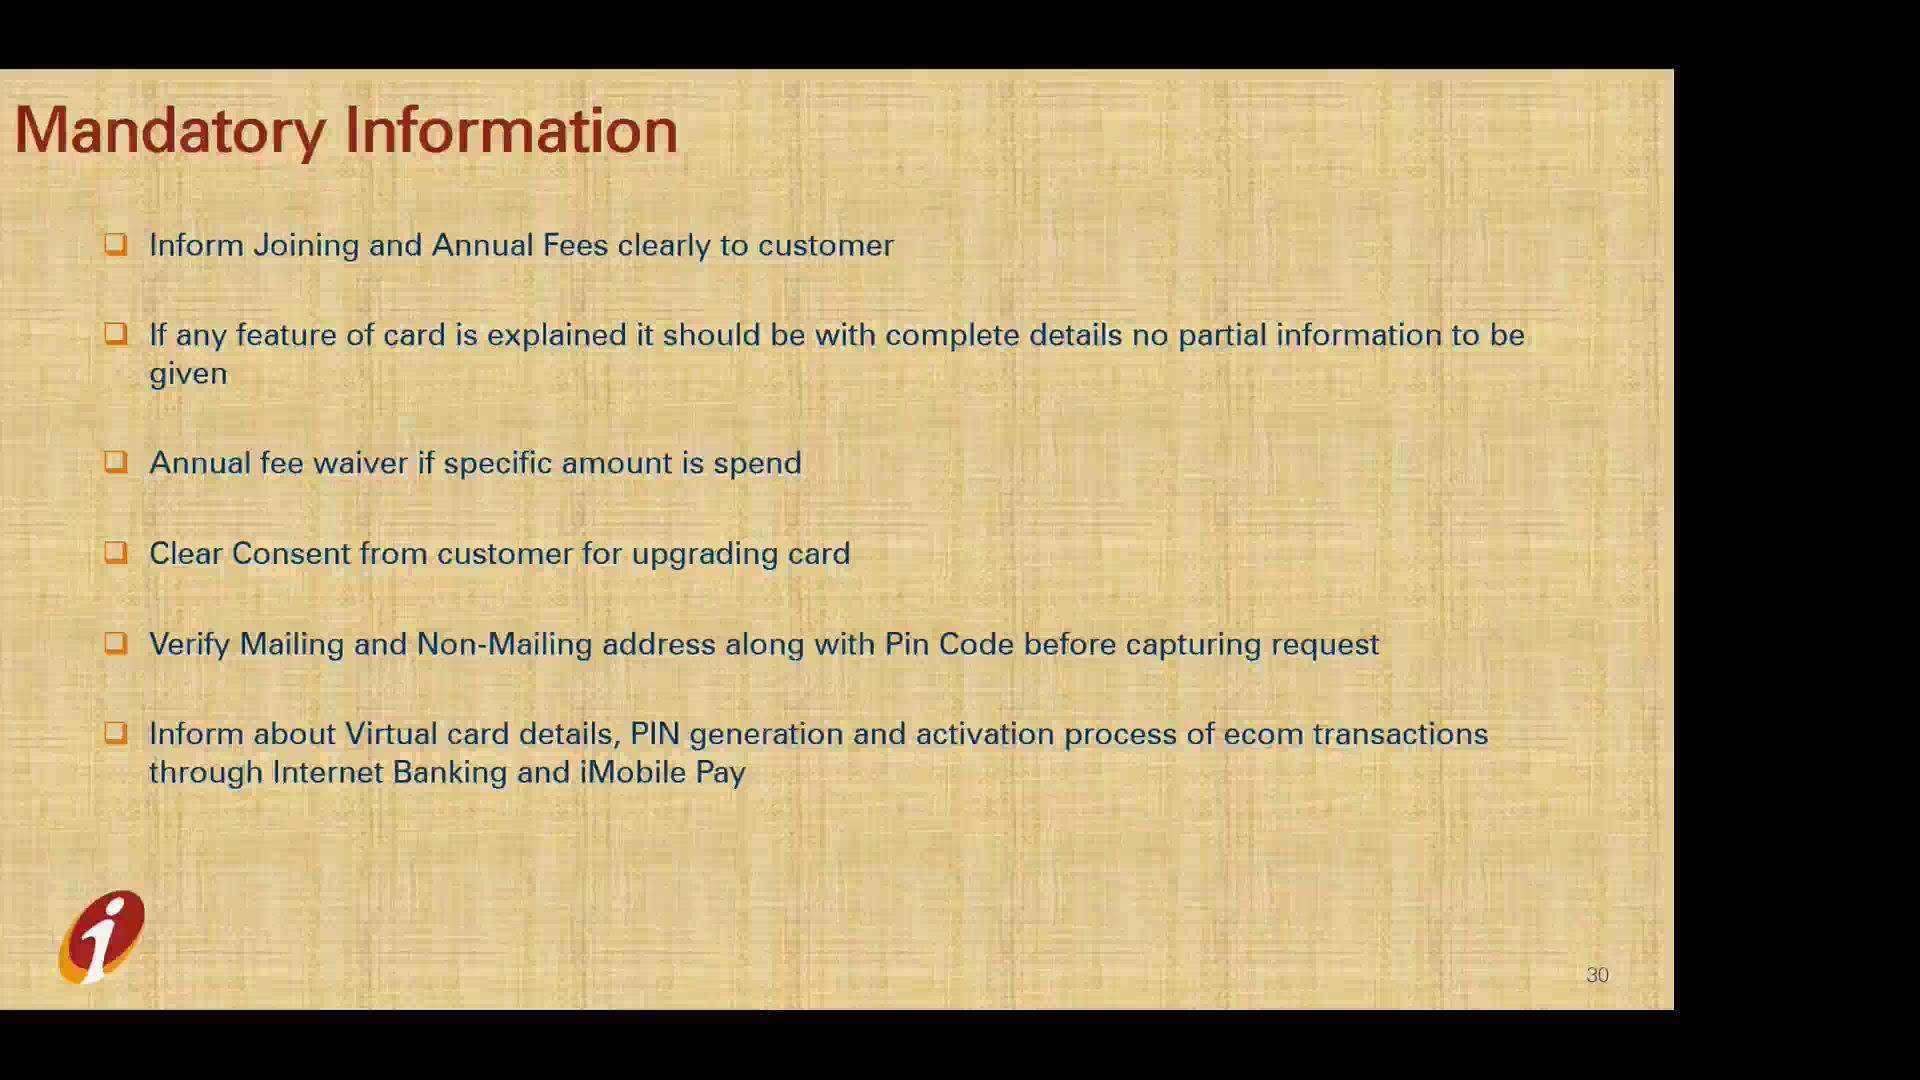 Mandatory Information
❑ Inform Joining and Annual Fees clearly to customer
❑ If any feature of card is explained it should be with complete details no partial information to be
given
❑ Annual fee waiver if specific amount is spend
❑ Clear Consent from customer for upgrading card
❑ Verify Mailing and Non-Mailing address along with Pin Code before capturing request
❑ Inform about Virtual card details, PIN generation and activation process of ecom transactions
through Internet Banking and iMobile Pay
i
30